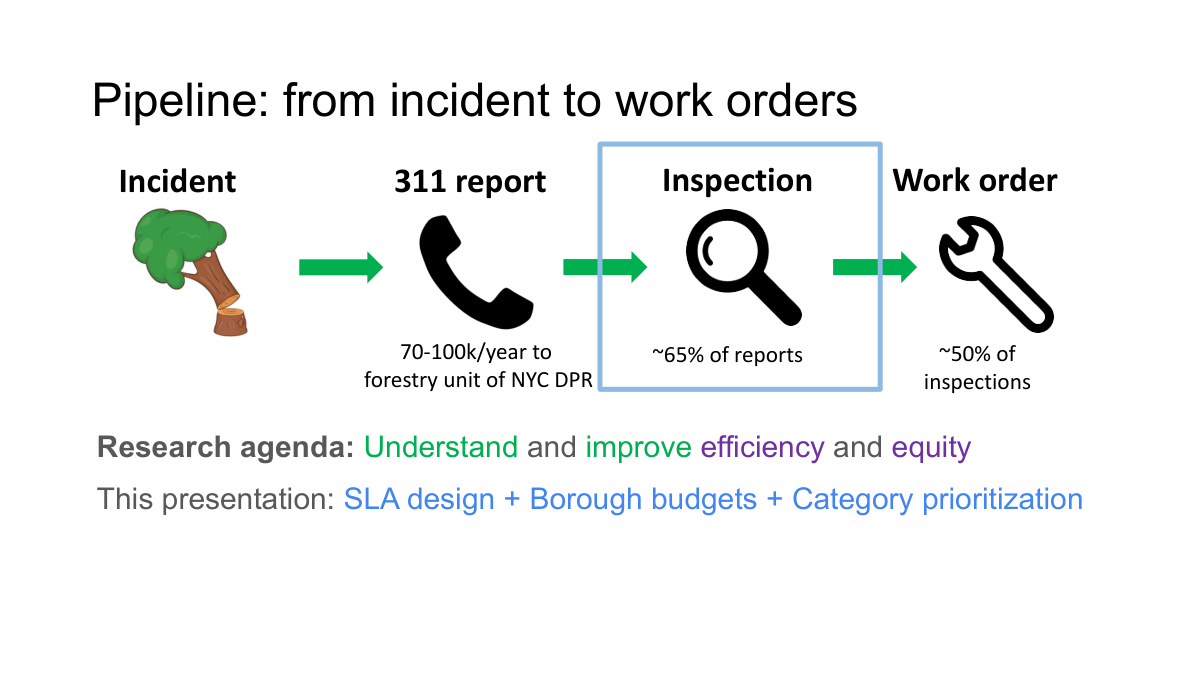 Pipeline: from incident to work orders
Incident
311 report
Inspection
Work order
70-100k/year to
forestry unit of NYC DPR
~65% of reports
~50% of
inspections
Research agenda: Understand and improve efficiency and equity
This presentation: SLA design + Borough budgets + Category prioritization